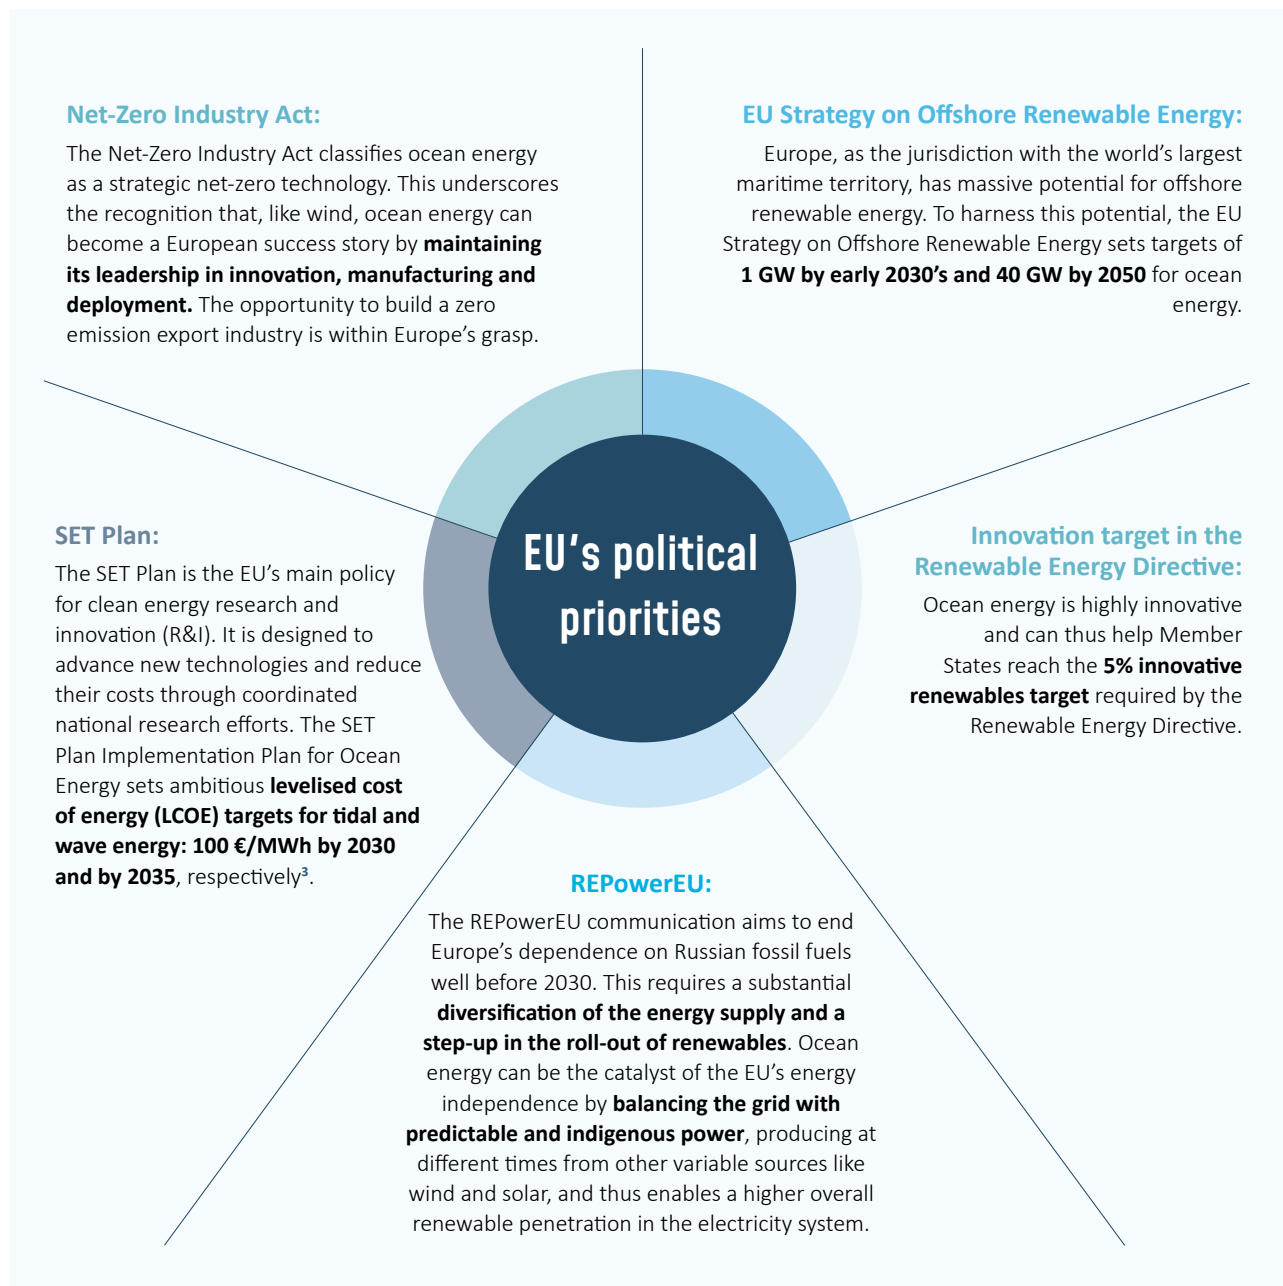 Net-Zero Industry Act:
The Net-Zero Industry Act classifies ocean energy
as a strategic net-zero technology. This underscores
the recognition that, like wind, ocean energy can
become a European success story by maintaining
its leadership in innovation, manufacturing and
deployment. The opportunity to build a zero
emission export industry is within Europe’s grasp.
EU Strategy on Offshore Renewable Energy:
Europe, as the jurisdiction with the world’s largest
maritime territory, has massive potential for offshore
renewable energy. To harness this potential, the EU
Strategy on Offshore Renewable Energy sets targets of
1 GW by early 2030’s and 40 GW by 2050 for ocean
energy.
EU’s political
priorities
SET Plan:
The SET Plan is the EU’s main policy
for clean energy research and
innovation (R&I). It is designed to
advance new technologies and reduce
their costs through coordinated
national research efforts. The SET
Plan Implementation Plan for Ocean
Energy sets ambitious levelised cost
of energy (LCOE) targets for tidal and
wave energy: 100 €/MWh by 2030
and by 2035, respectively³.
Innovation target in the
Renewable Energy Directive:
Ocean energy is highly innovative
and can thus help Member
States reach the 5% innovative
renewables target required by the
Renewable Energy Directive.
REPowerEU:
The REPowerEU communication aims to end
Europe’s dependence on Russian fossil fuels
well before 2030. This requires a substantial
diversification of the energy supply and a
step-up in the roll-out of renewables. Ocean
energy can be the catalyst of the EU’s energy
independence by balancing the grid with
predictable and indigenous power, producing at
different times from other variable sources like
wind and solar, and thus enables a higher overall
renewable penetration in the electricity system.